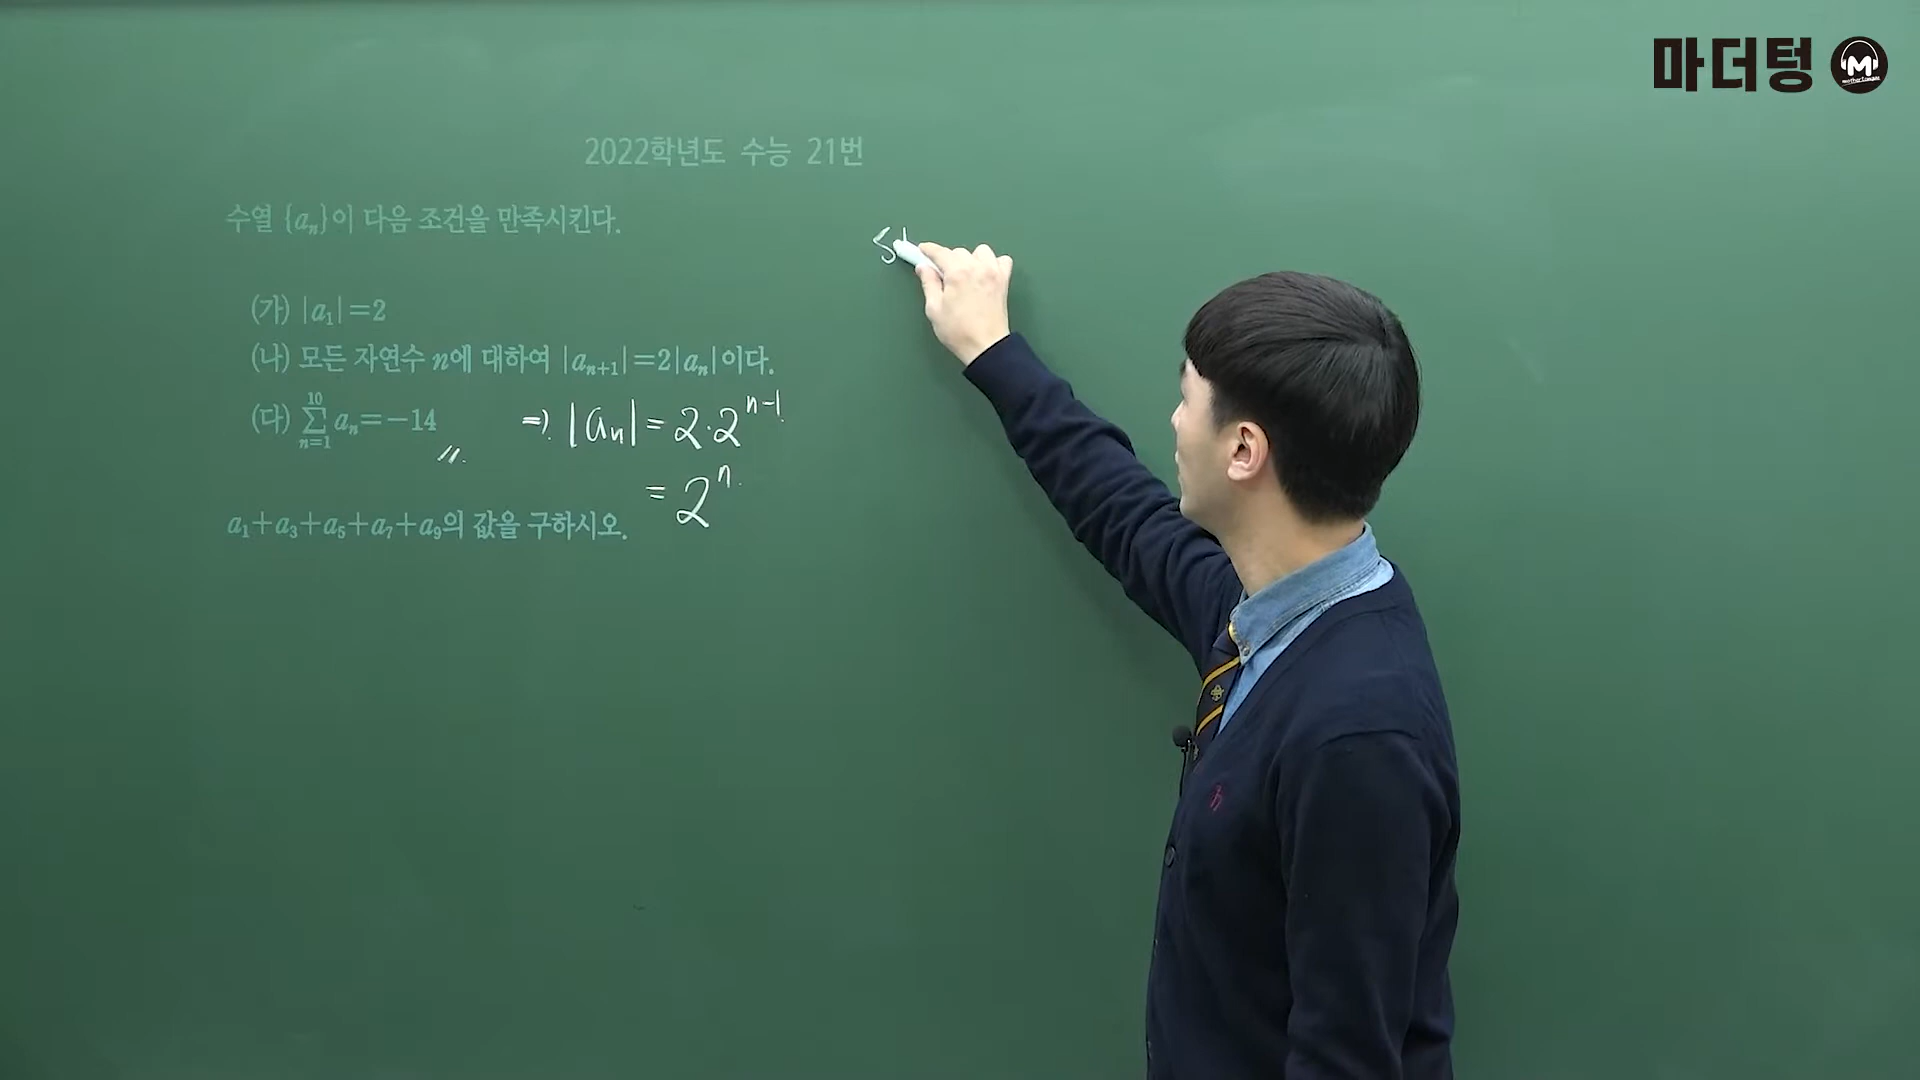 마더텅
M
mothertongue
2022학년도 수능 21번
수열 {aₙ}이 다음 조건을 만족시킨다.
(가) |a₁|=2
(나) 모든 자연수 n에 대하여 |aₙ₊₁|=2|aₙ|이다.
(다) ∑ₙ₌₁¹⁰ aₙ=-14 ⇒ |aₙ| = 2·2ⁿ⁻¹
= 2ⁿ
a₁+a₃+a₅+a₇+a₉의 값을 구하시오.